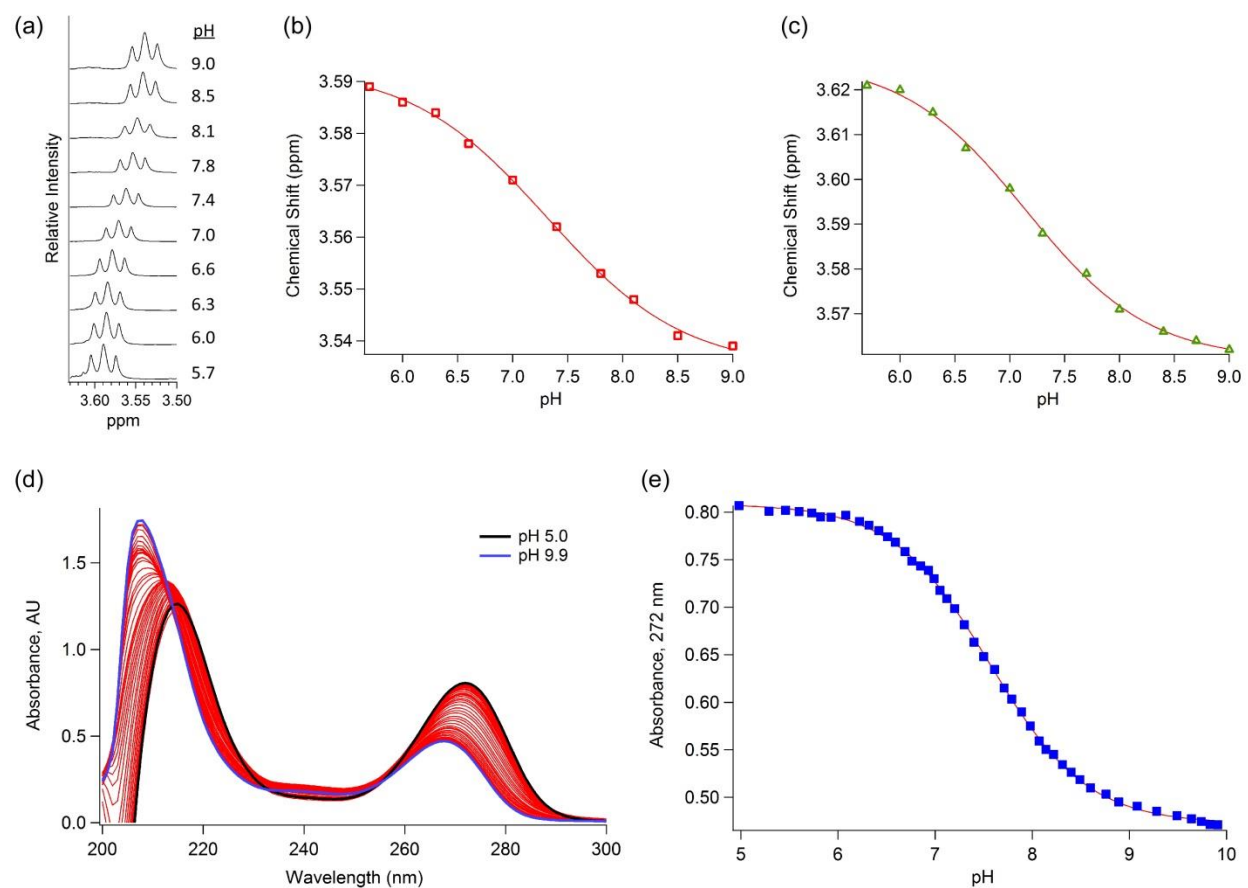 (a)
pH
9.0
8.5
8.1
7.8
7.4
7.0
6.6
6.3
6.0
5.7
Relative Intensity
3.60 3.55 3.50
ppm
(b)
3.59
3.58
3.57
3.56
3.55
3.54
Chemical Shift (ppm)
6.0 6.5 7.0 7.5 8.0 8.5 9.0
pH
(c)
3.62
3.61
3.60
3.59
3.58
3.57
Chemical Shift (ppm)
6.0 6.5 7.0 7.5 8.0 8.5 9.0
pH
(d)
pH 5.0
pH 9.9
1.5
1.0
0.5
0.0
Absorbance, AU
200 220 240 260 280 300
Wavelength (nm)
(e)
0.80
0.75
0.70
0.65
0.60
0.55
0.50
Absorbance, 272 nm
5 6 7 8 9 10
pH